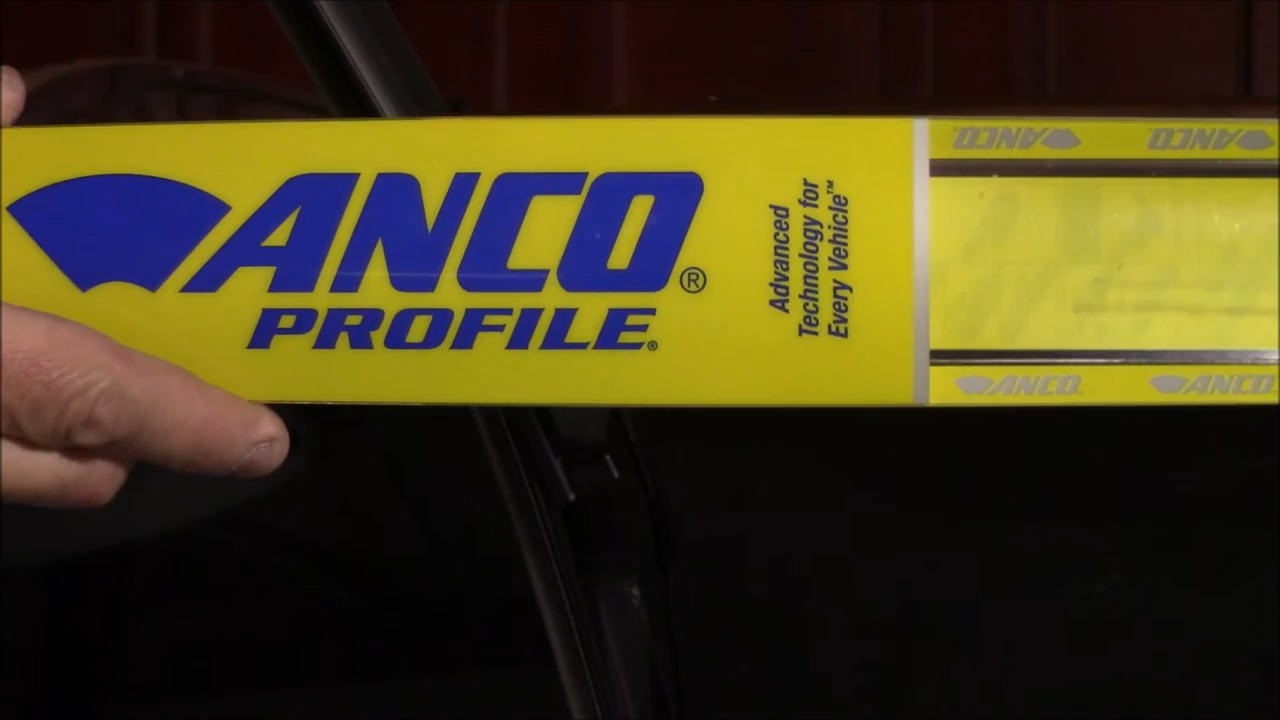 ANCO®
PROFILE®
Advanced
Technology for
Every Vehicle™
ANCO
ANCO
ANCO
ANCO